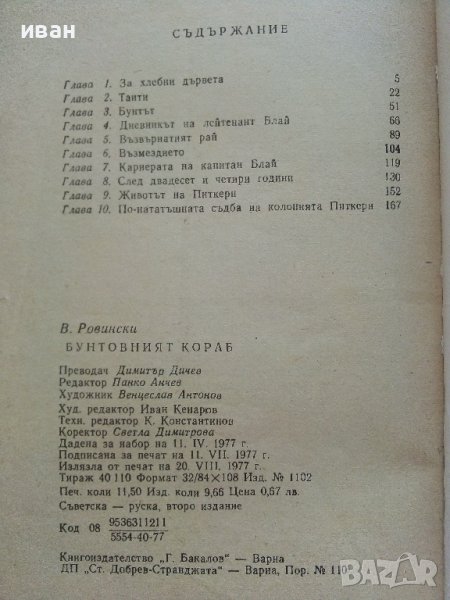 иван
СЪДЪРЖАНИЕ
Глава 1. За хлебни дървета 5
Глава 2. Таити 22
Глава 3. Бунтът 51
Глава 4. Дневникът на лейтенант Блай 66
Глава 5. Възвърнатият рай 89
Глава 6. Възмездието 104
Глава 7. Кариерата на капитан Блай 119
Глава 8. След двадесет и четири години 130
Глава 9. Животът на Питкерн 152
Глава 10. По-нататъшната съдба на колонията Питкерн 167
В. Ровински
БУНТОВНИЯТ КОРАБ
Преводач Димитър Дичев
Редактор Панко Анчев
Художник Венцеслав Антонов
Худ. редактор Иван Кенаров
Техн. редактор К. Константинов
Коректор Светла Димитрова
Дадена за набор на 11. IV. 1977 г.
Подписана за печат на 11. VII. 1977 г.
Излязла от печат на 20. VIII. 1977 г.
Тираж 40 110 Формат 32/84×108 Изд. № 1102
Печ. коли 11,50 Изд. коли 9,66 Цена 0,67 лв.
Съветска — руска, второ издание
Код 08 9536311211
5554-40-77
Книгоиздателство „Г. Бакалов" — Варна
ДП „Ст. Добрев-Странджата" — Варна, Пор. № 110
bazar.bg